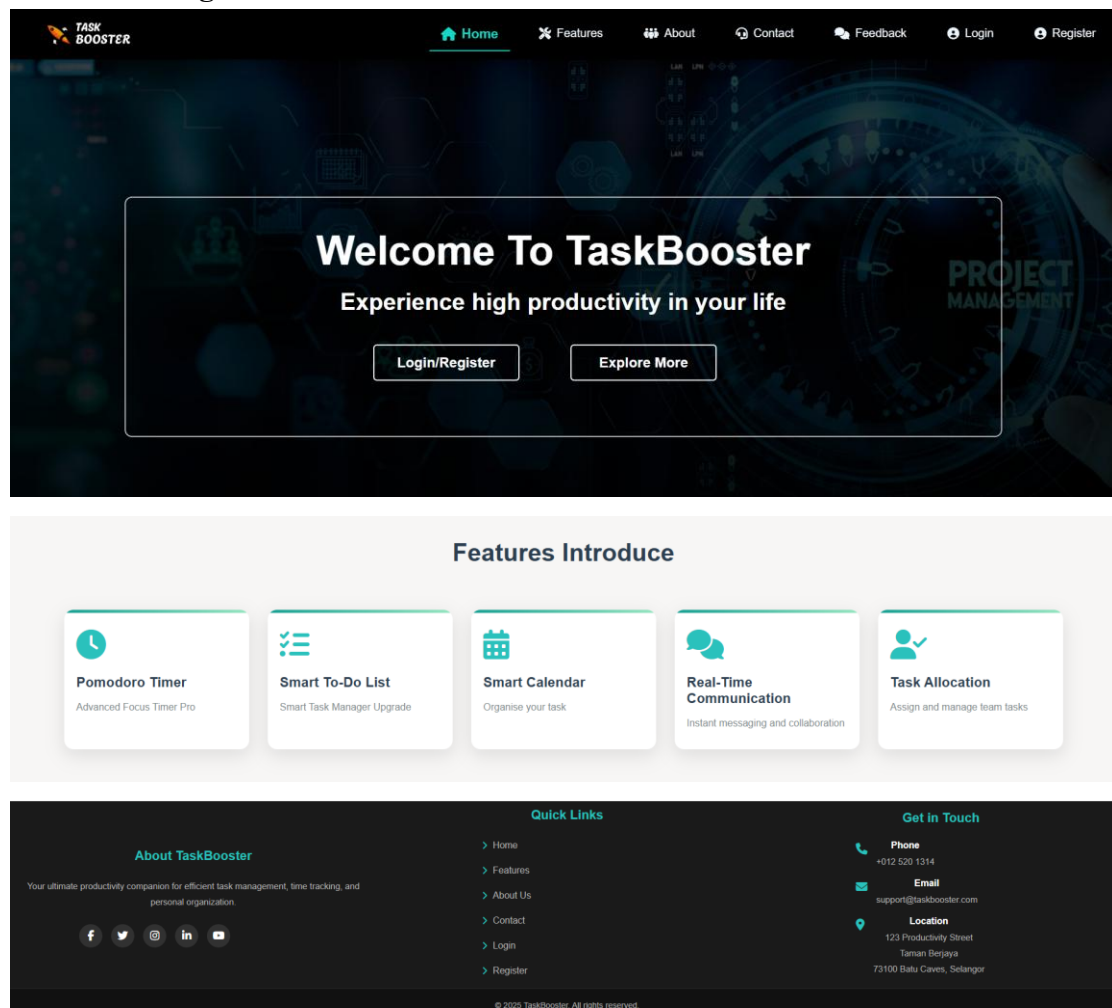 TASK
BOOSTER
Home
Features
About
Contact
Feedback
Login
Register
LAN LPN
LAN LPN
PROJECT
MANAGEMENT
Welcome To TaskBooster
Experience high productivity in your life
Login/Register
Explore More
Features Introduce
Pomodoro Timer
Advanced Focus Timer Pro
Smart To-Do List
Smart Task Manager Upgrade
Smart Calendar
Organise your task
Real-Time
Communication
Instant messaging and collaboration
Task Allocation
Assign and manage team tasks
About TaskBooster
Your ultimate productivity companion for efficient task management, time tracking, and
personal organization.
Quick Links
Home
Features
About Us
Contact
Login
Register
Get in Touch
Phone
+012 520 1314
Email
support@taskbooster.com
Location
123 Productivity Street
Taman Berjaya
73100 Batu Caves, Selangor
© 2025 TaskBooster. All rights reserved.